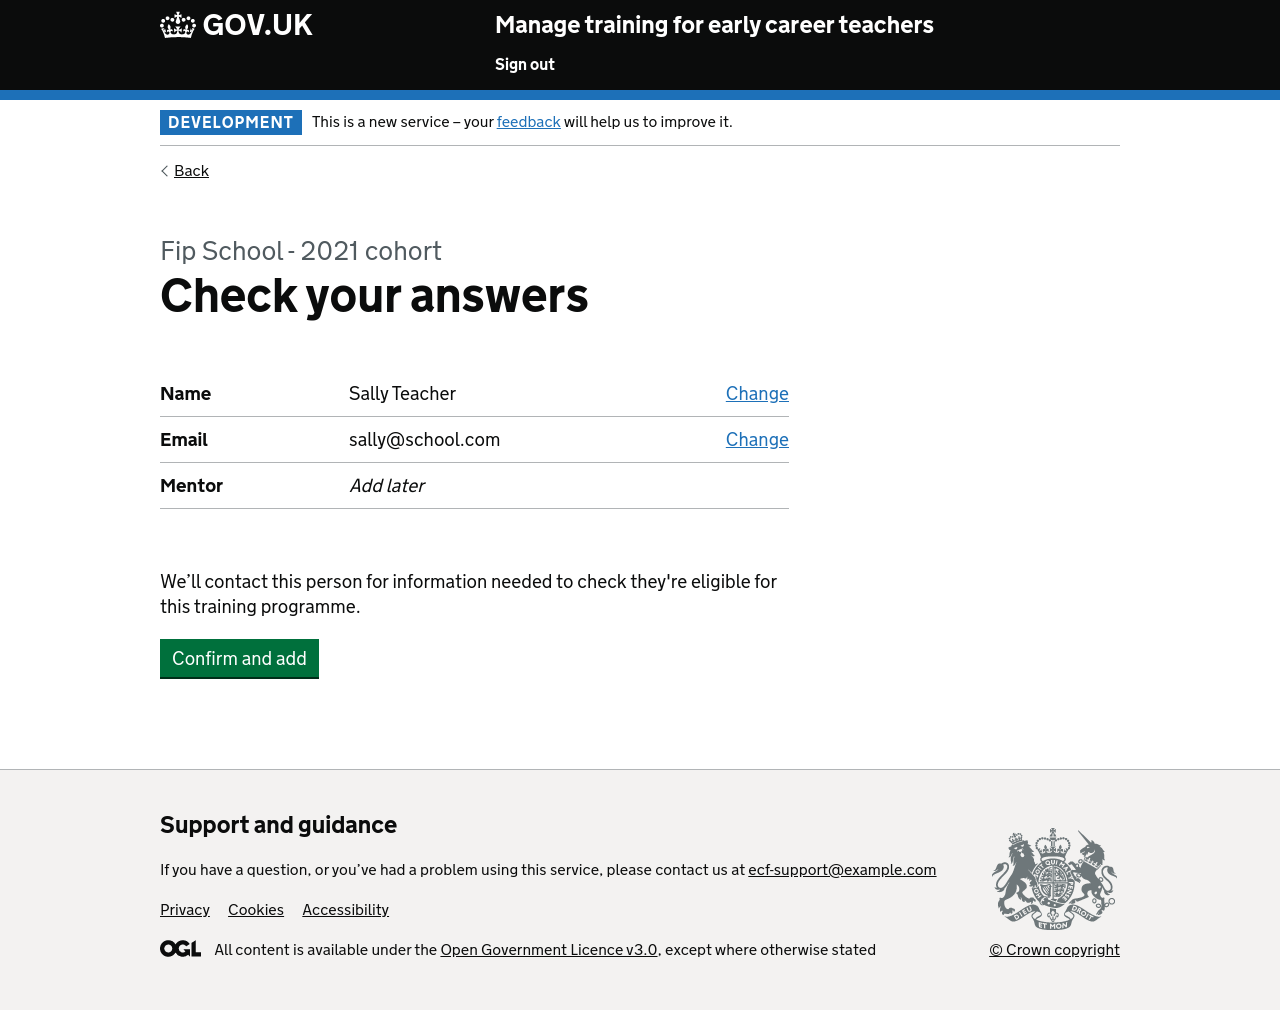 GOV.UK
Manage training for early career teachers
Sign out
DEVELOPMENT This is a new service – your feedback will help us to improve it.
Back
Fip School - 2021 cohort
Check your answers
Name Sally Teacher Change
Email sally@school.com Change
Mentor Add later
We’ll contact this person for information needed to check they're eligible for
this training programme.
Confirm and add
Support and guidance
If you have a question, or you’ve had a problem using this service, please contact us at ecf-support@example.com
Privacy Cookies Accessibility
OGL All content is available under the Open Government Licence v3.0, except where otherwise stated
© Crown copyright